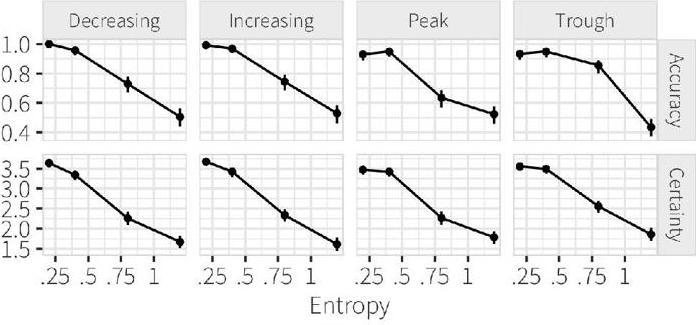 Decreasing Increasing Peak Trough
1.0
0.8
0.6
0.4
Accuracy
3.5
3.0
2.5
2.0
1.5
Certainty
.25 .5 .75 1 .25 .5 .75 1 .25 .5 .75 1 .25 .5 .75 1
Entropy